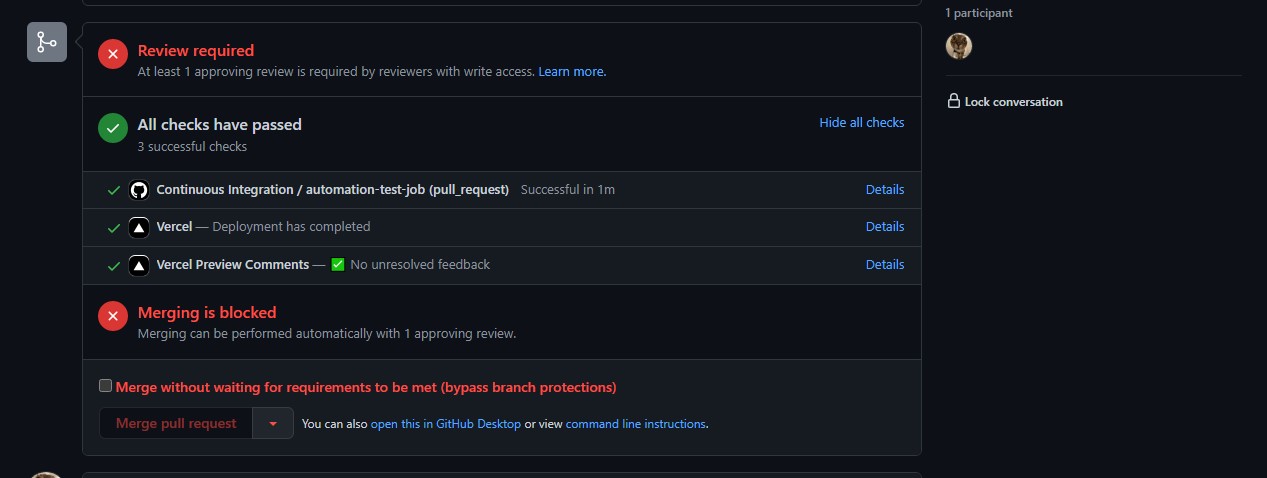 1 participant
Review required
At least 1 approving review is required by reviewers with write access. Learn more.
Lock conversation
All checks have passed
Hide all checks
3 successful checks
Continuous Integration / automation-test-job (pull_request) Successful in 1m Details
Vercel — Deployment has completed Details
Vercel Preview Comments — ✅ No unresolved feedback Details
Merging is blocked
Merging can be performed automatically with 1 approving review.
Merge without waiting for requirements to be met (bypass branch protections)
Merge pull request
You can also open this in GitHub Desktop or view command line instructions.